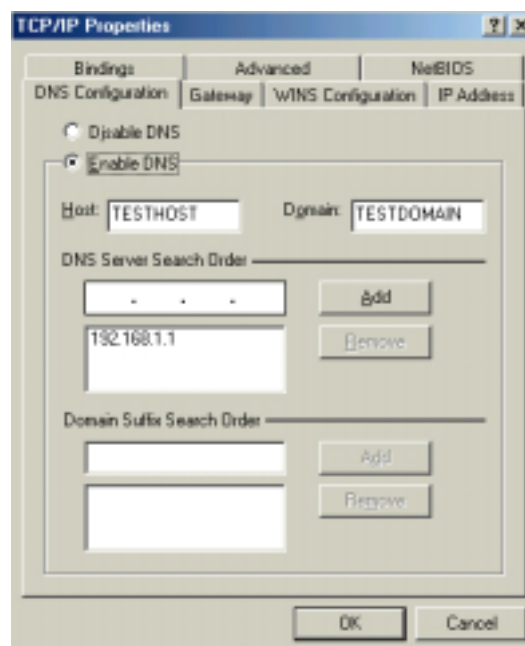 TCP/IP Properties
Bindings Advanced NetBIOS
DNS Configuration Gateway WINS Configuration IP Address
Disable DNS
Enable DNS
Host: TESTHOST Domain: TESTDOMAIN
DNS Server Search Order
. . . Add
192.168.1.1 Remove
Domain Suffix Search Order
Add
Remove
OK Cancel